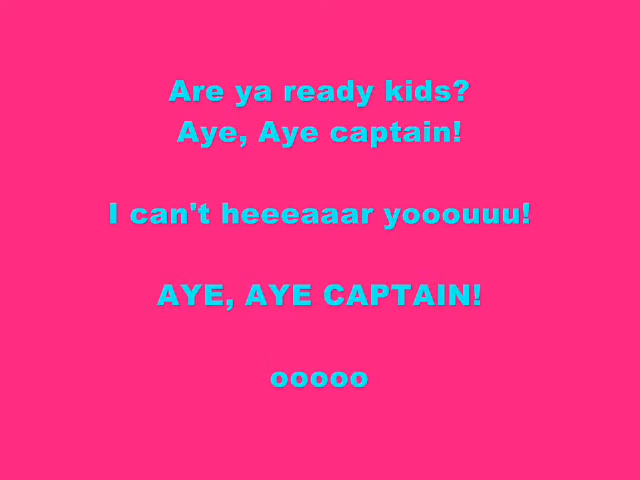 Are ya ready kids?
Aye, Aye captain!
I can't heeeaaar yooouuu!
AYE, AYE CAPTAIN!
ooooo